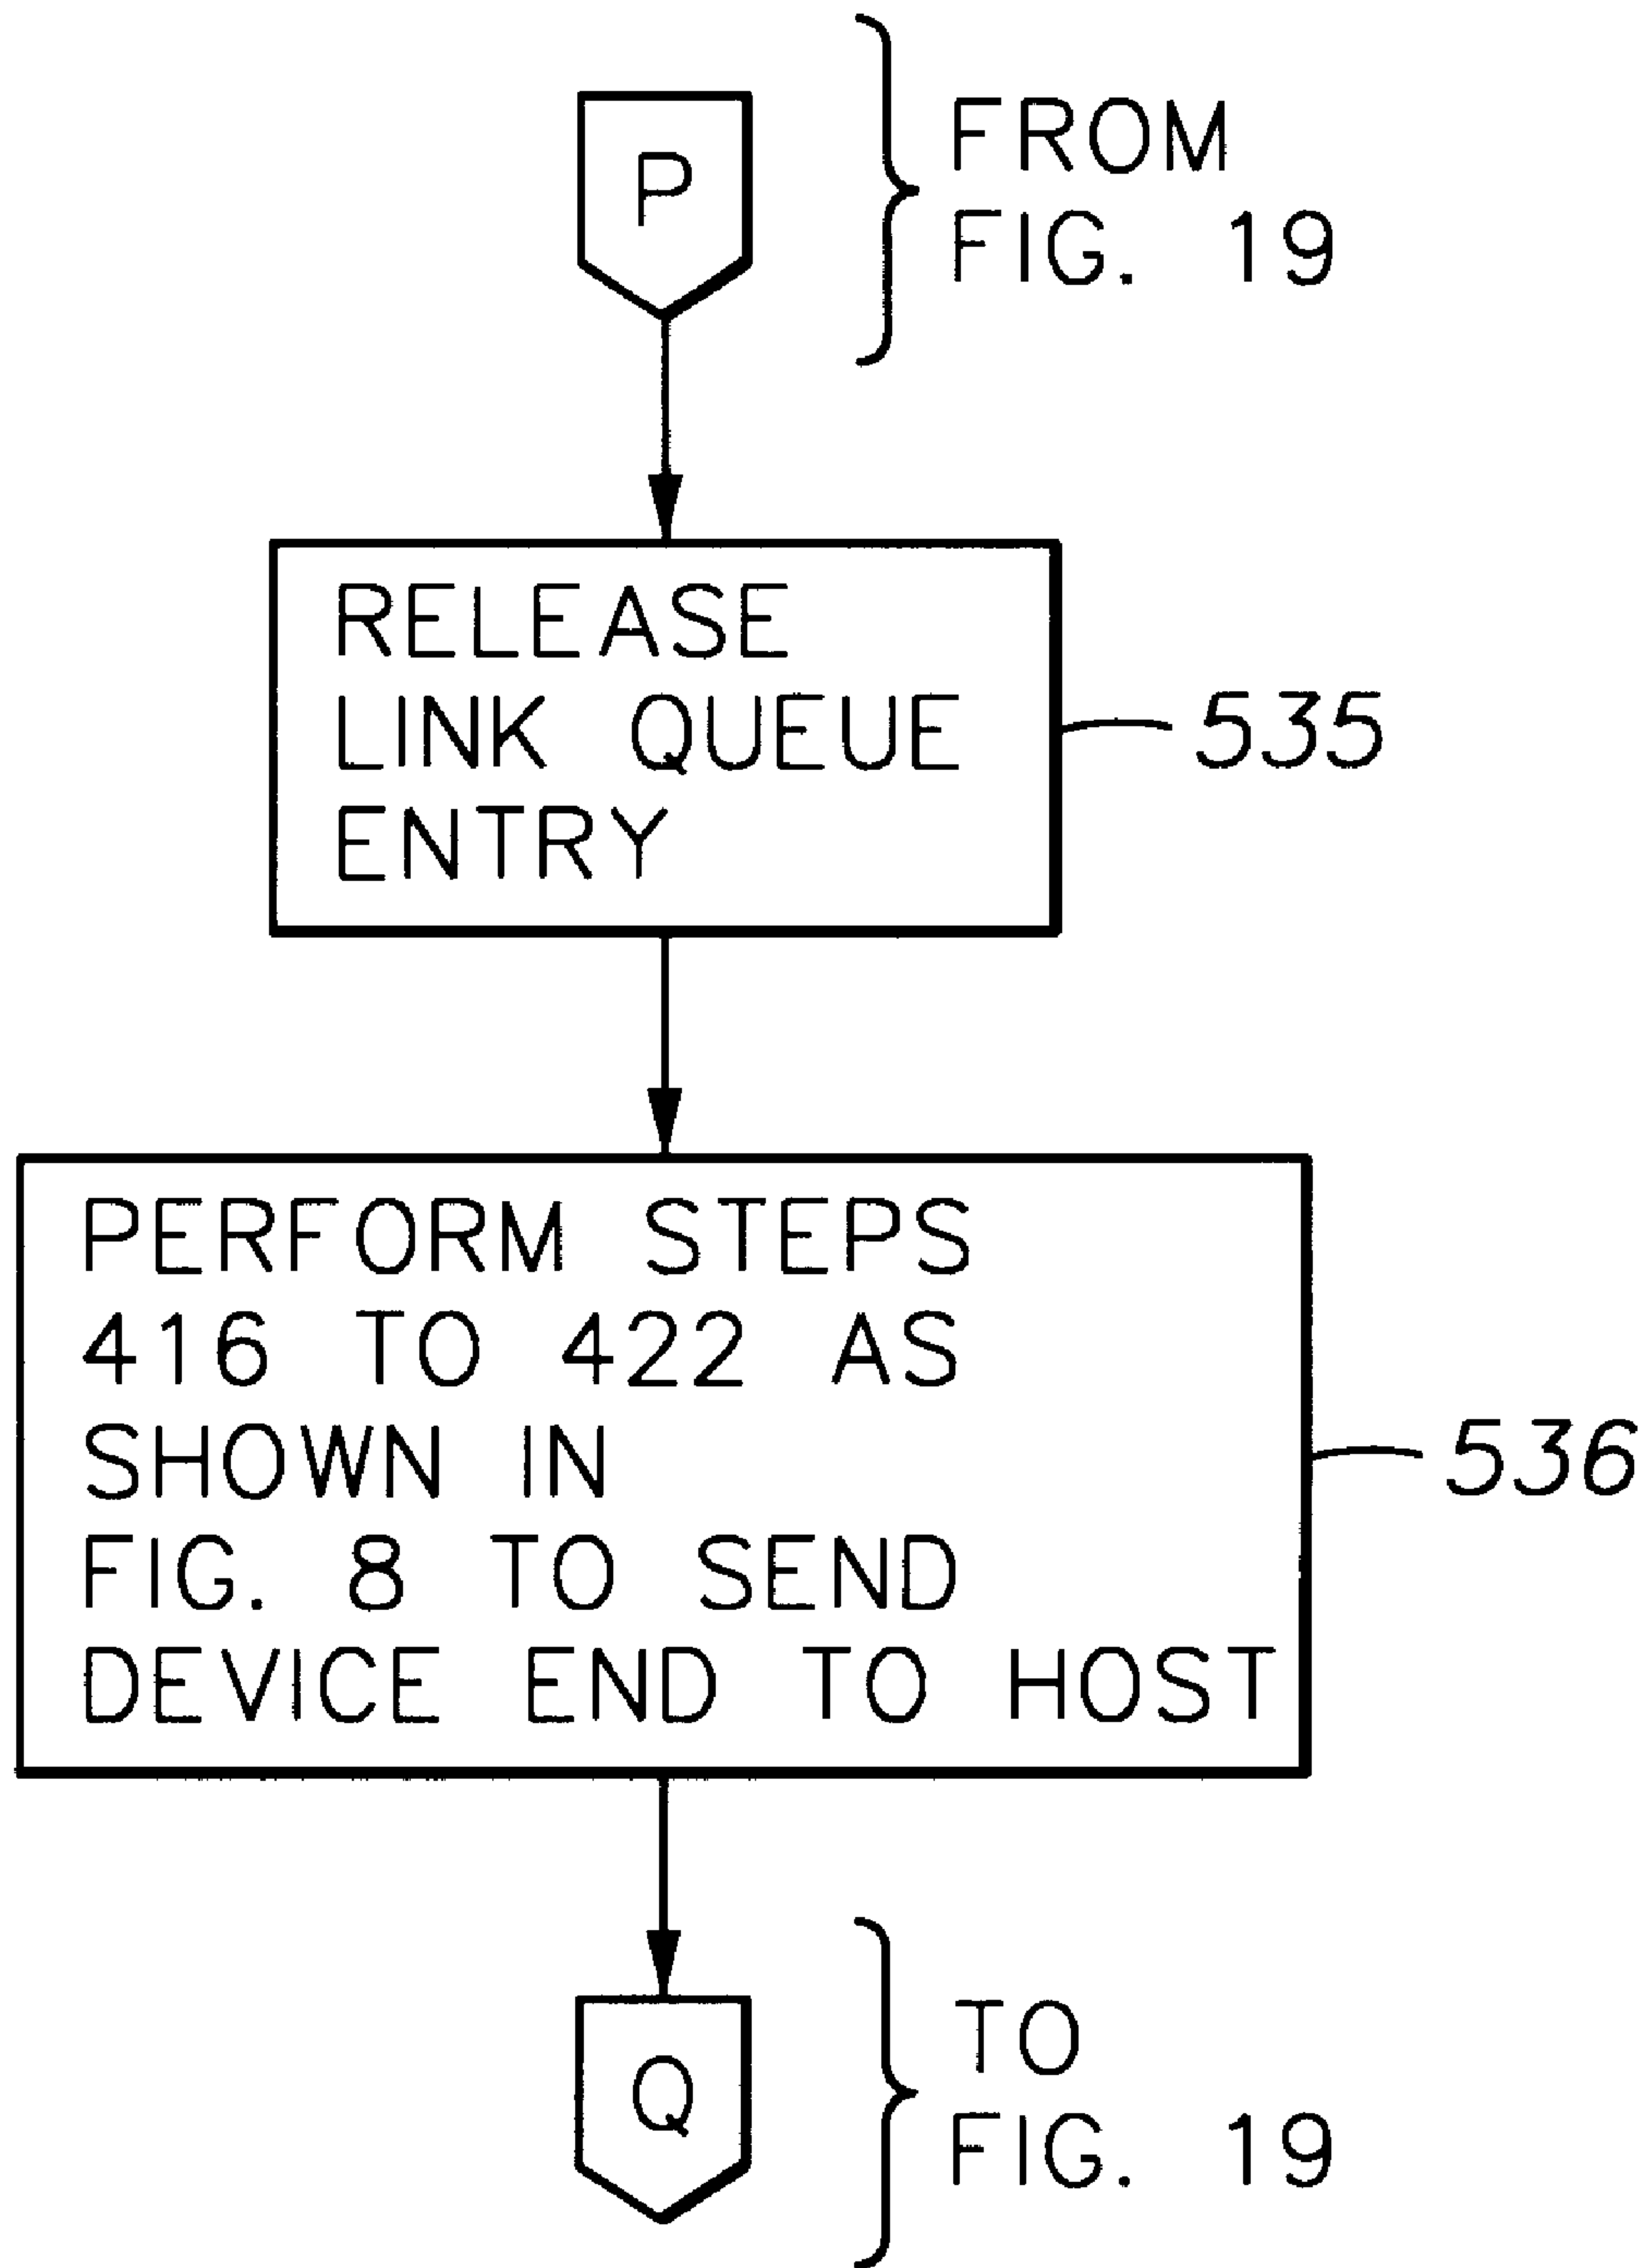 P
FROM
FIG. 19
RELEASE
LINK QUEUE
ENTRY
535
PERFORM STEPS
416 TO 422 AS
SHOWN IN
FIG. 8 TO SEND
DEVICE END TO HOST
536
Q
TO
FIG. 19